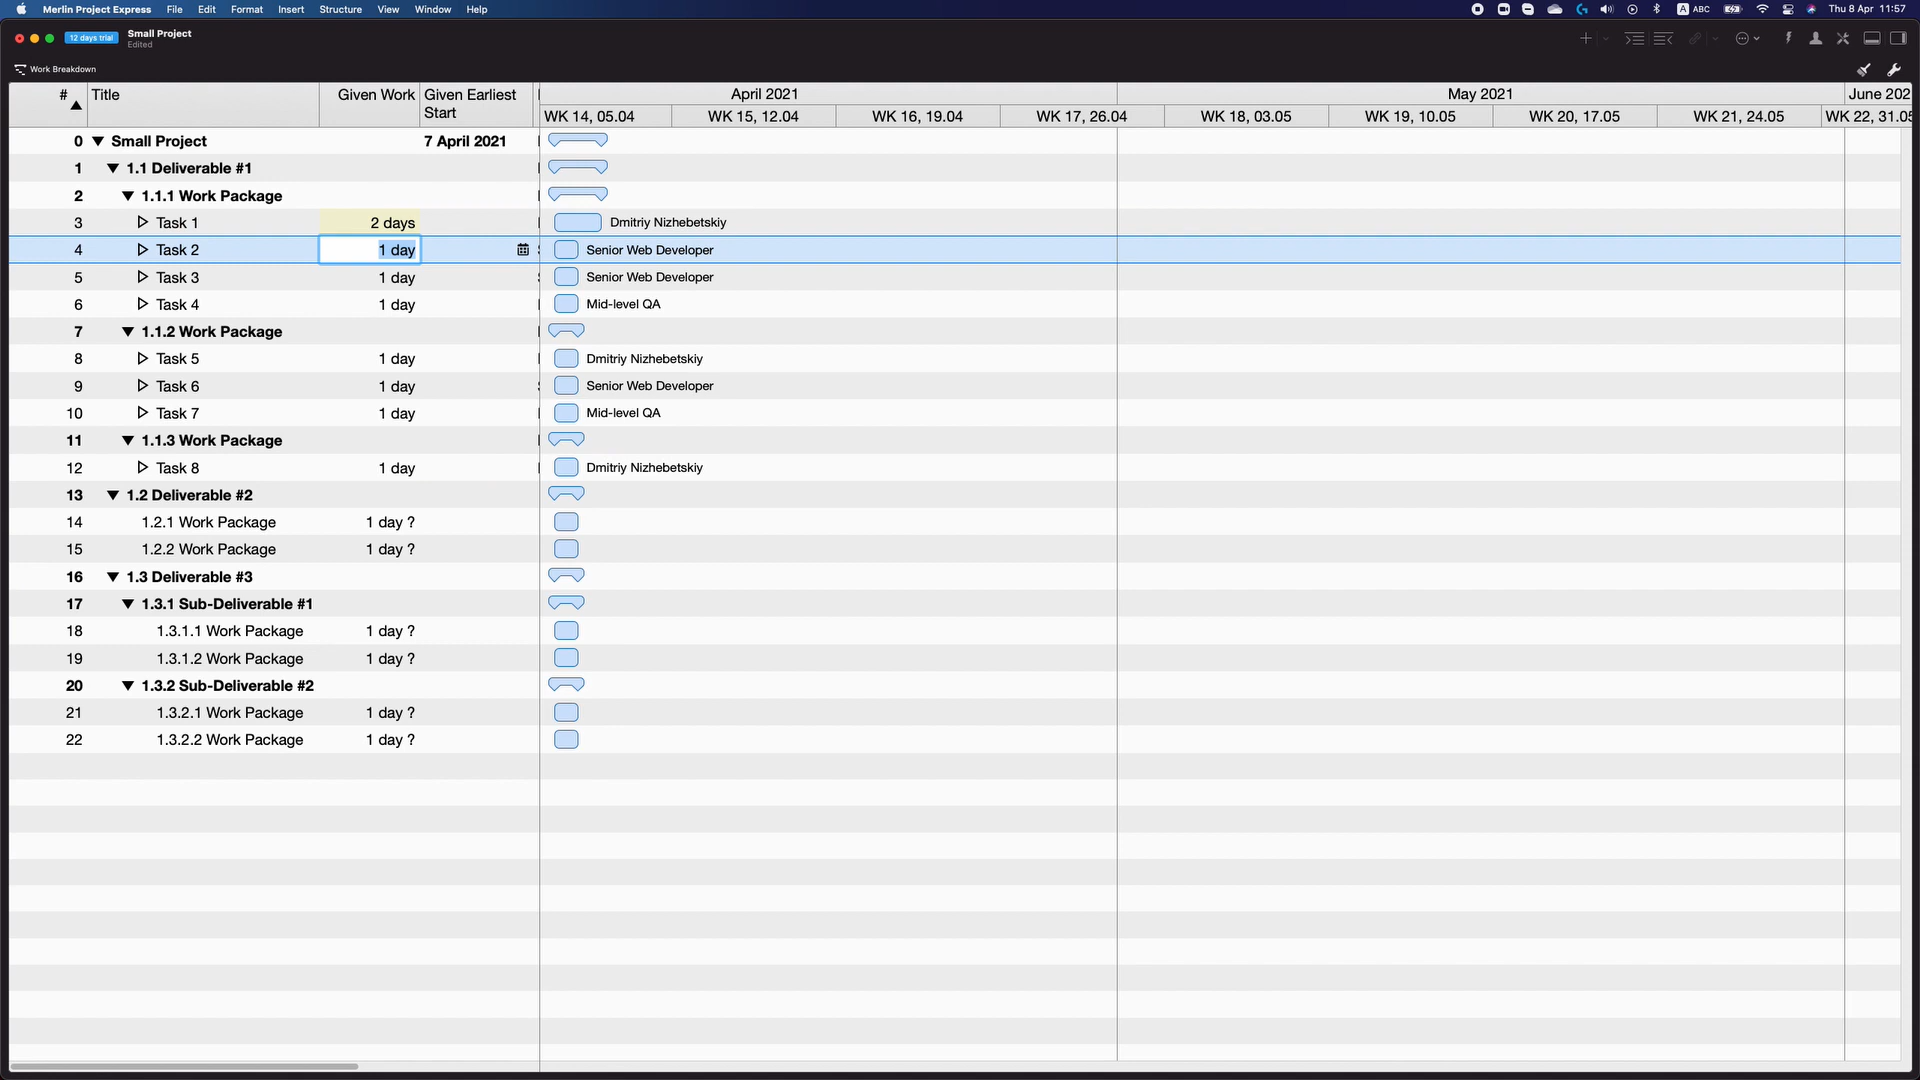 Merlin Project Express File Edit Format Insert Structure View Window Help A ABC Thu 8 Apr 11:57
12 days trial Small Project
Edited
Work Breakdown
# Title Given Work Given Earliest Start April 2021 May 2021 June 202
WK 14, 05.04 WK 15, 12.04 WK 16, 19.04 WK 17, 26.04 WK 18, 03.05 WK 19, 10.05 WK 20, 17.05 WK 21, 24.05 WK 22, 31.05
0 Small Project 7 April 2021
1 1.1 Deliverable #1
2 1.1.1 Work Package
3 Task 1 2 days Dmitriy Nizhebetskiy
4 Task 2 1 day Senior Web Developer
5 Task 3 1 day Senior Web Developer
6 Task 4 1 day Mid-level QA
7 1.1.2 Work Package
8 Task 5 1 day Dmitriy Nizhebetskiy
9 Task 6 1 day Senior Web Developer
10 Task 7 1 day Mid-level QA
11 1.1.3 Work Package
12 Task 8 1 day Dmitriy Nizhebetskiy
13 1.2 Deliverable #2
14 1.2.1 Work Package 1 day ?
15 1.2.2 Work Package 1 day ?
16 1.3 Deliverable #3
17 1.3.1 Sub-Deliverable #1
18 1.3.1.1 Work Package 1 day ?
19 1.3.1.2 Work Package 1 day ?
20 1.3.2 Sub-Deliverable #2
21 1.3.2.1 Work Package 1 day ?
22 1.3.2.2 Work Package 1 day ?